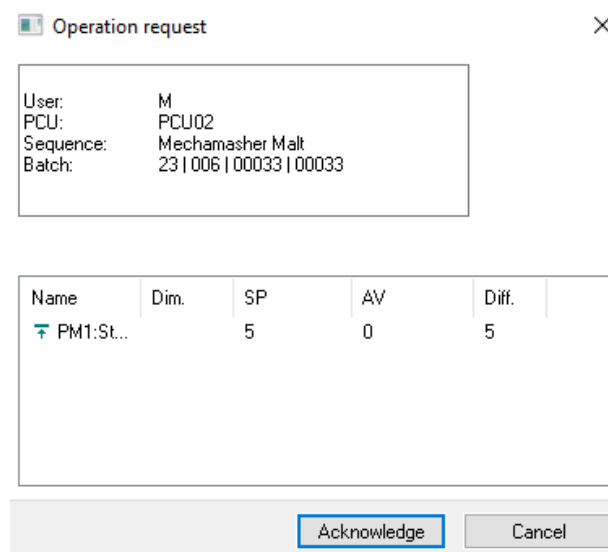 Operation request
User: M
PCU: PCU02
Sequence: Mechamasher Malt
Batch: 23 | 006 | 00033 | 00033
Name Dim. SP AV Diff.
PM1:St... 5 0 5
Acknowledge Cancel